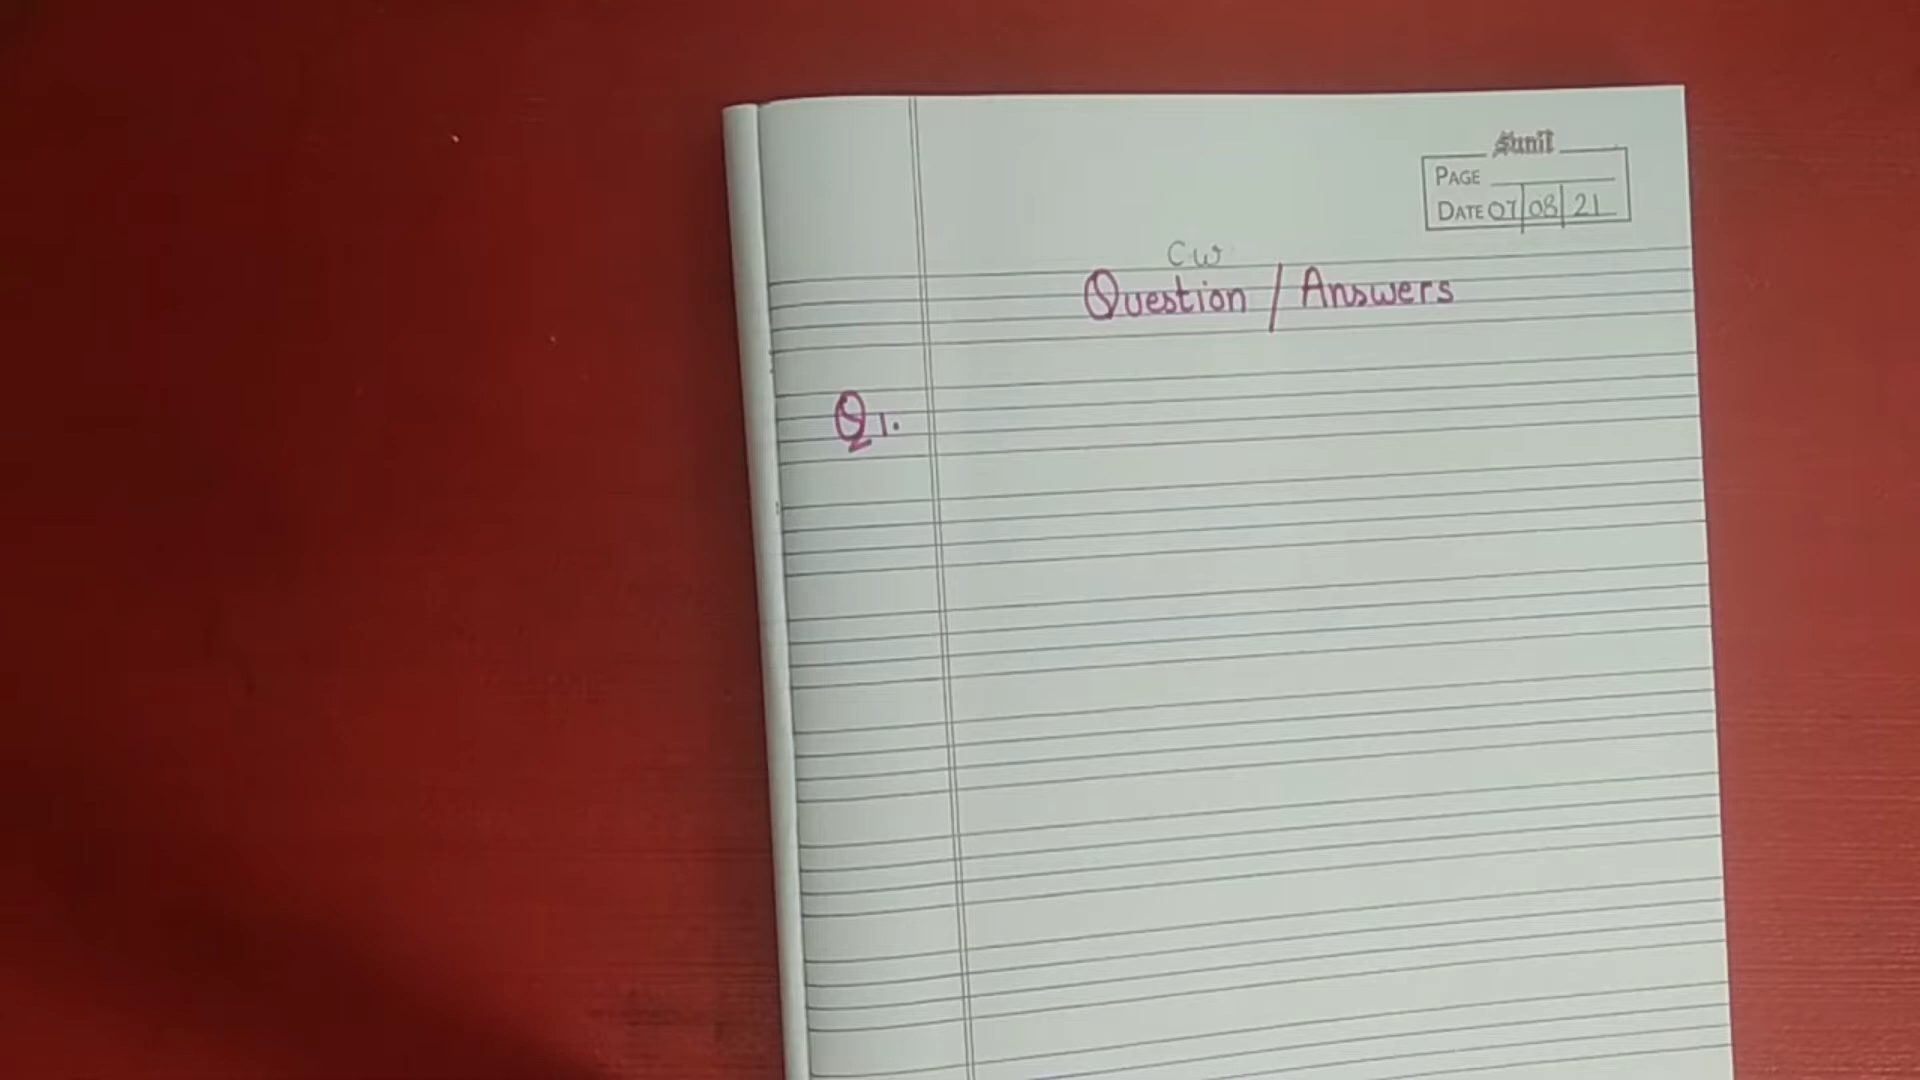 Sunil
PAGE
DATE 07/08/21
CW
Question / Answers
Q1.